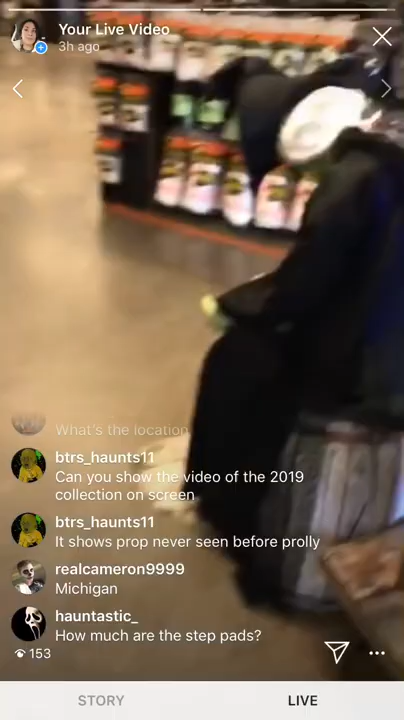 Your Live Video
3h ago
What's the location
btrs_haunts11
Can you show the video of the 2019
collection on screen
btrs_haunts11
It shows prop never seen before prolly
realcameron9999
Michigan
hauntastic_
How much are the step pads?
153
STORY
LIVE